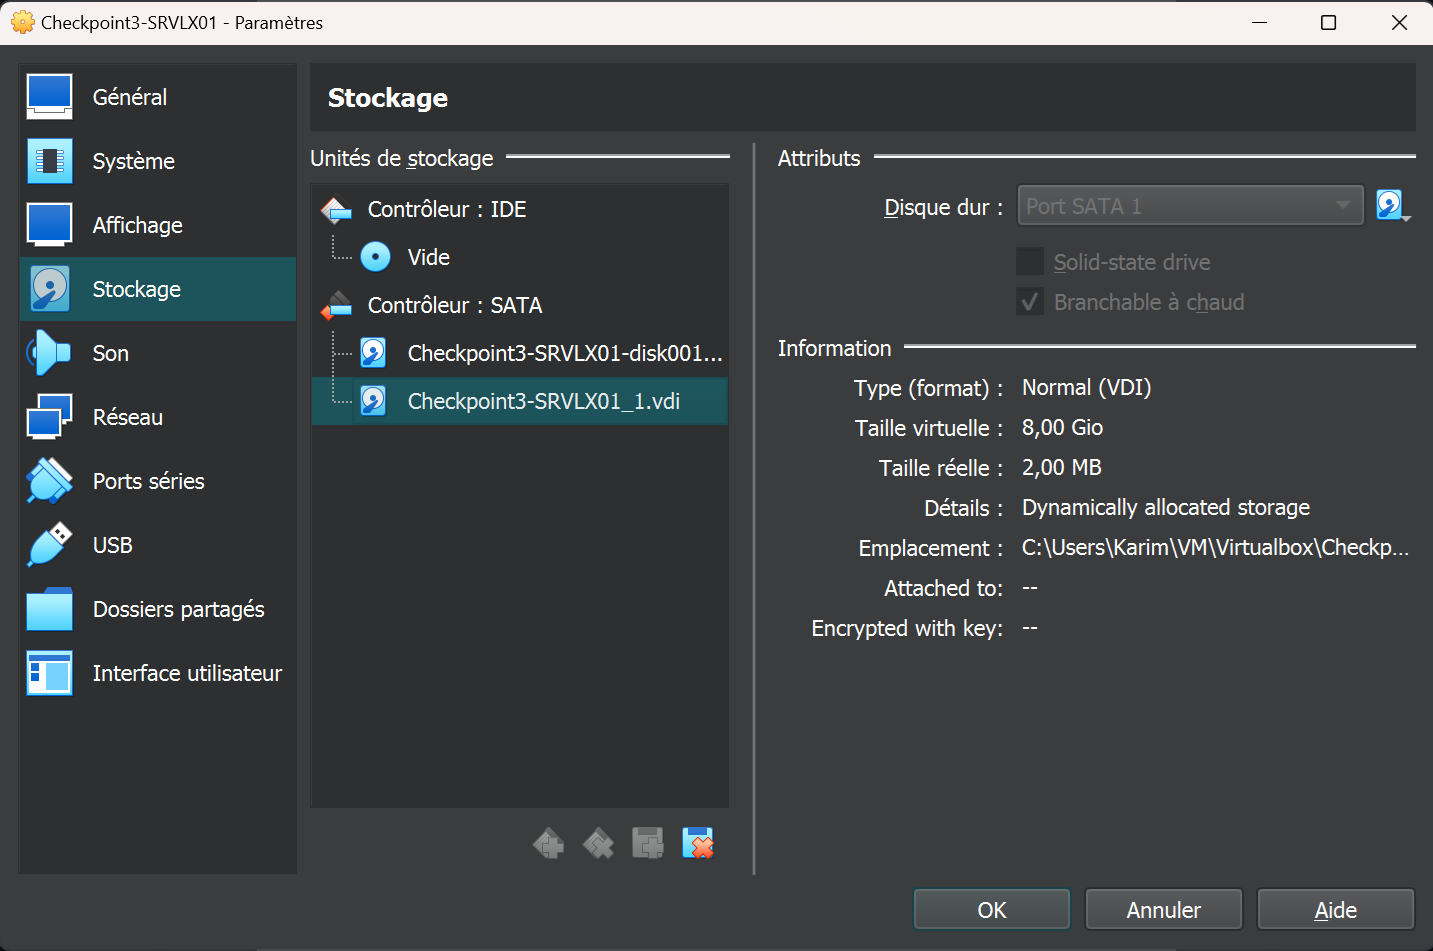 Checkpoint3-SRVLX01 - Paramètres
Général
Système
Affichage
Stockage
Son
Réseau
Ports séries
USB
Dossiers partagés
Interface utilisateur
Stockage
Unités de stockage
Contrôleur : IDE
Vide
Contrôleur : SATA
Checkpoint3-SRVLX01-disk001...
Checkpoint3-SRVLX01_1.vdi
Attributs
Disque dur : Port SATA 1
Solid-state drive
Branchable à chaud
Information
Type (format) : Normal (VDI)
Taille virtuelle : 8,00 Gio
Taille réelle : 2,00 MB
Détails : Dynamically allocated storage
Emplacement : C:\Users\Karim\VM\Virtualbox\Checkp...
Attached to: --
Encrypted with key: --
OK Annuler Aide